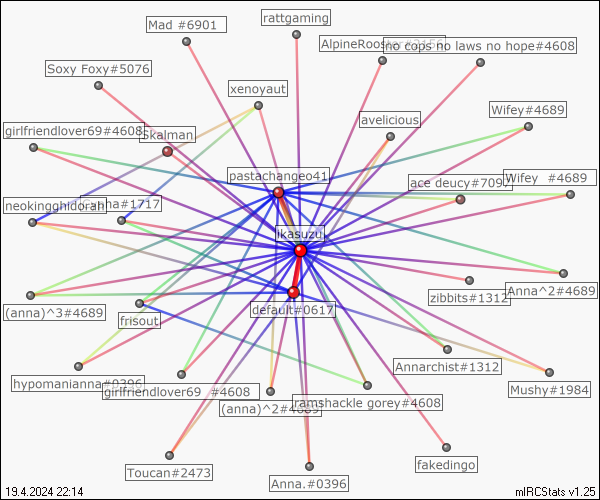 rattgaming
Mad #6901
no cops no laws no hope#4608
Soxy Foxy#5076
xenoyaut
Wifey#4689
avelicious
girlfriendlover69#4608
Skalman
pastachangeo41
ace deucy#7097
Wifey #4689
neokingghidorah
anna#1717
ikasuzu
zibbits#1312
Anna^2#4689
(anna)^3#4689
default#0617
frisout
Annarchist#1312
hypomanianna#0396
girlfriendlover69 #4608
Mushy#1984
ramshackle gorey#4608
(anna)^2#4689
Toucan#2473
fakedingo
Anna.#0396
19.4.2024 22:14
mIRCStats v1.25